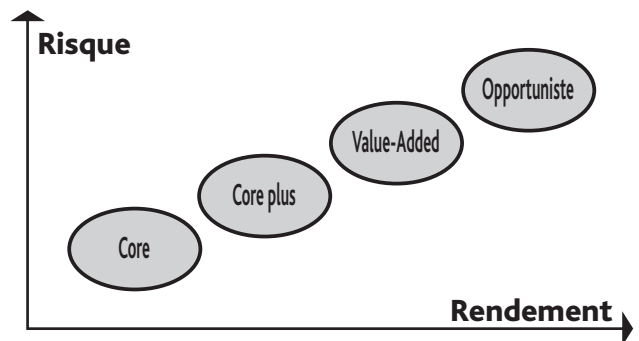 Risque
Opportuniste
Value-Added
Core plus
Core
Rendement